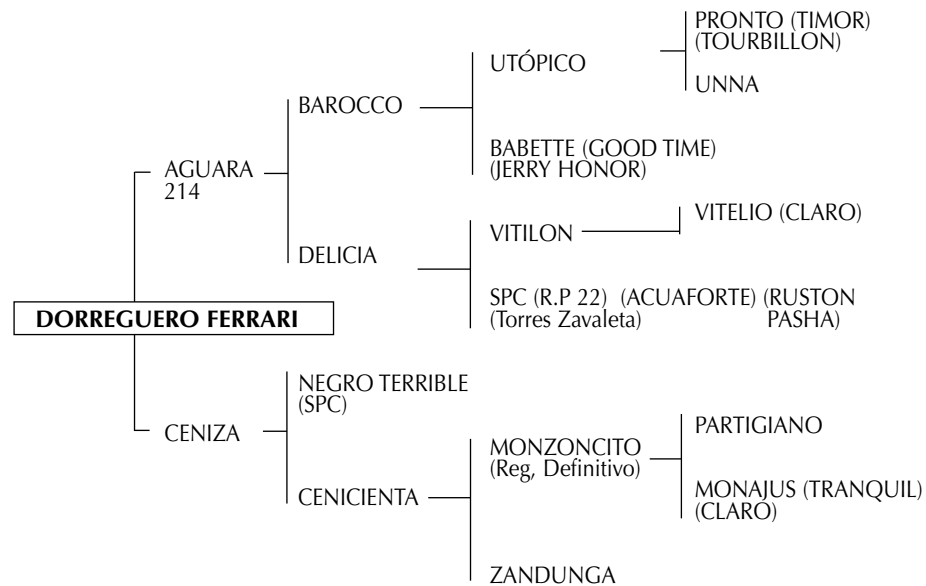 PRONTO (TIMOR)
(TOURBILLON)
UTÓPICO
UNNA
BAROCCO
BABETTE (GOOD TIME)
(JERRY HONOR)
AGUARA
214
VITELIO (CLARO)
VITILON
DELICIA
SPC (R.P 22) (ACUAFORTE) (RUSTON
(Torres Zavaleta) PASHA)
DORREGUERO FERRARI
NEGRO TERRIBLE
(SPC)
CENIZA
PARTIGIANO
MONZONCITO
(Reg, Definitivo)
CENICIENTA
MONAJUS (TRANQUIL)
(CLARO)
ZANDUNGA